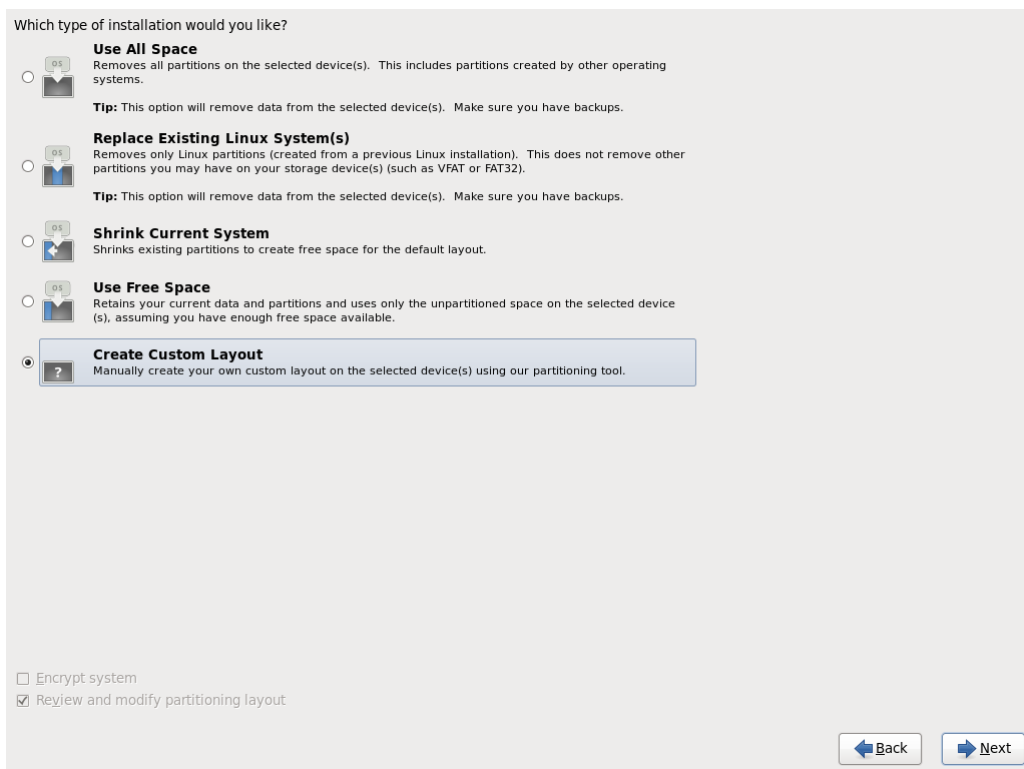 Which type of installation would you like?
OS
Use All Space
Removes all partitions on the selected device(s).  This includes partitions created by other operating
systems.
Tip: This option will remove data from the selected device(s).  Make sure you have backups.
OS
Replace Existing Linux System(s)
Removes only Linux partitions (created from a previous Linux installation).  This does not remove other
partitions you may have on your storage device(s) (such as VFAT or FAT32).
Tip: This option will remove data from the selected device(s).  Make sure you have backups.
OS
Shrink Current System
Shrinks existing partitions to create free space for the default layout.
OS
Use Free Space
Retains your current data and partitions and uses only the unpartitioned space on the selected device
(s), assuming you have enough free space available.
?
Create Custom Layout
Manually create your own custom layout on the selected device(s) using our partitioning tool.
Encrypt system
Review and modify partitioning layout
Back
Next